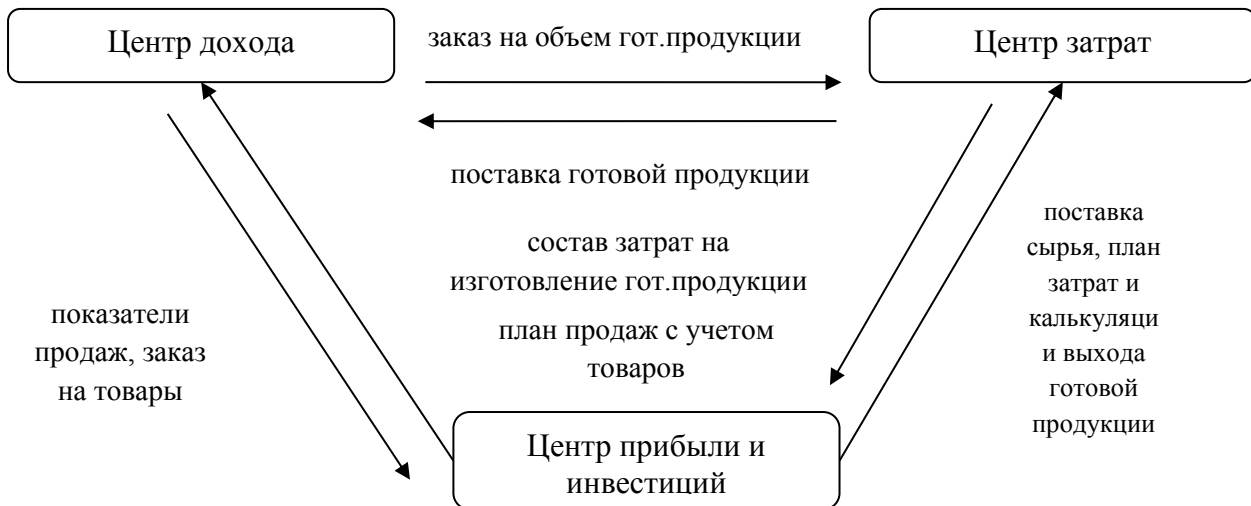 Центр дохода
заказ на объем гот.продукции
Центр затрат
поставка готовой продукции
состав затрат на
изготовление гот.продукции
план продаж с учетом
товаров
показатели
продаж, заказ
на товары
поставка
сырья, план
затрат и
калькуляци
и выхода
готовой
продукции
Центр прибыли и
инвестиций